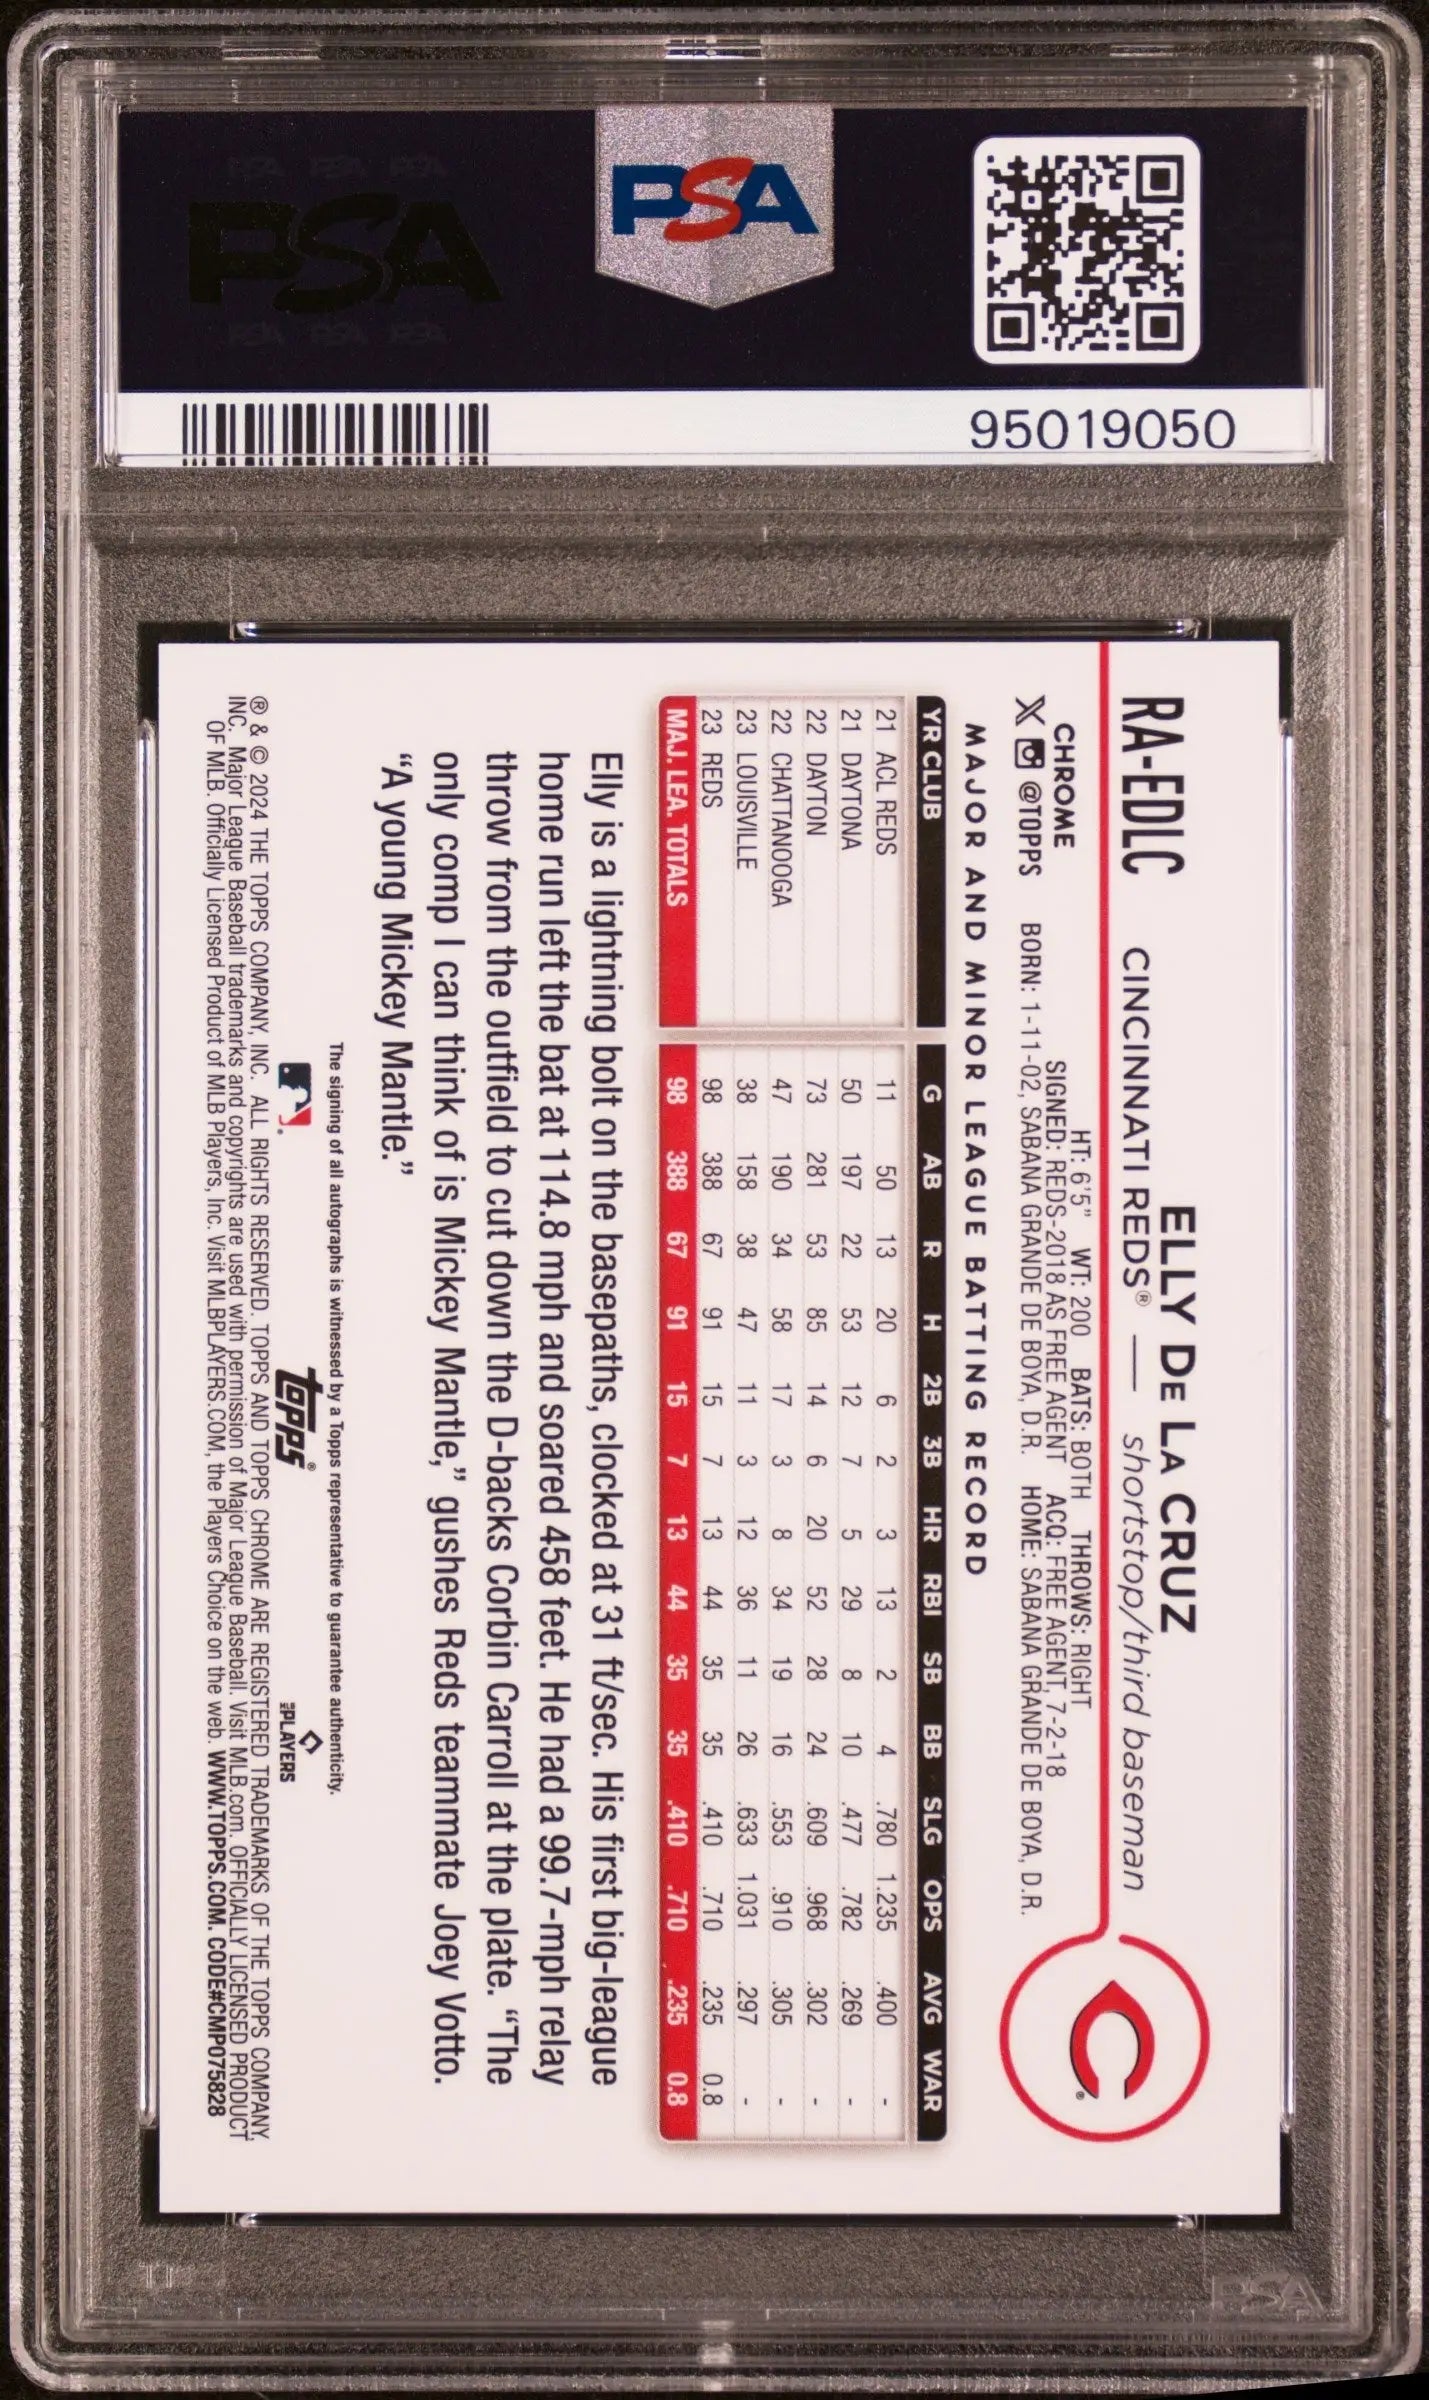 PSA PSA PSA
PSA
PSA PSA PSA
PSA
95019050
RA-EDLC
ELLY DE LA CRUZ
CINCINNATI REDS® — shortstop/third baseman
CHROME
@TOPPS
HT: 6'5" WT: 200 BATS: BOTH THROWS: RIGHT
SIGNED: REDS-2018 AS FREE AGENT ACQ: FREE AGENT, 7-2-18
BORN: 1-11-02, SABANA GRANDE DE BOYA, D.R. HOME: SABANA GRANDE DE BOYA, D.R.
MAJOR AND MINOR LEAGUE BATTING RECORD
YR CLUB G AB R H 2B 3B HR RBI SB BB SLG OPS AVG WAR
21 ACL REDS 11 50 13 20 6 2 3 13 2 4 .780 1.235 .400 -
21 DAYTONA 50 197 22 53 12 7 5 29 8 10 .477 .782 .269 -
22 DAYTON 73 281 53 85 14 6 20 52 28 24 .609 .968 .302 -
22 CHATTANOOGA 47 190 34 58 17 3 8 34 19 16 .553 .910 .305 -
23 LOUISVILLE 38 158 38 47 11 3 12 36 11 26 .633 1.031 .297 -
23 REDS 98 388 67 91 15 7 13 44 35 35 .410 .710 .235 0.8
MAJ. LEA. TOTALS 98 388 67 91 15 7 13 44 35 35 .410 .710 .235 0.8
Elly is a lightning bolt on the basepaths, clocked at 31 ft/sec. His first big-league
home run left the bat at 114.8 mph and soared 458 feet. He had a 99.7-mph relay
throw from the outfield to cut down the D-backs Corbin Carroll at the plate. “The
only comp I can think of is Mickey Mantle,” gushes Reds teammate Joey Votto.
“A young Mickey Mantle.”
The signing of all autographs is witnessed by a Topps representative to guarantee authenticity.
topps®
MLB PLAYERS
® & © 2024 THE TOPPS COMPANY, INC. ALL RIGHTS RESERVED. TOPPS AND TOPPS CHROME ARE REGISTERED TRADEMARKS OF THE TOPPS COMPANY,
INC. Major League Baseball trademarks and copyrights are used with permission of Major League Baseball. Visit MLB.com. OFFICIALLY LICENSED PRODUCT
OF MLB. Officially Licensed Product of MLB Players, Inc. Visit MLBPLAYERS.COM, the Players Choice on the web. WWW.TOPPS.COM. CODE#CMP075828
PSA